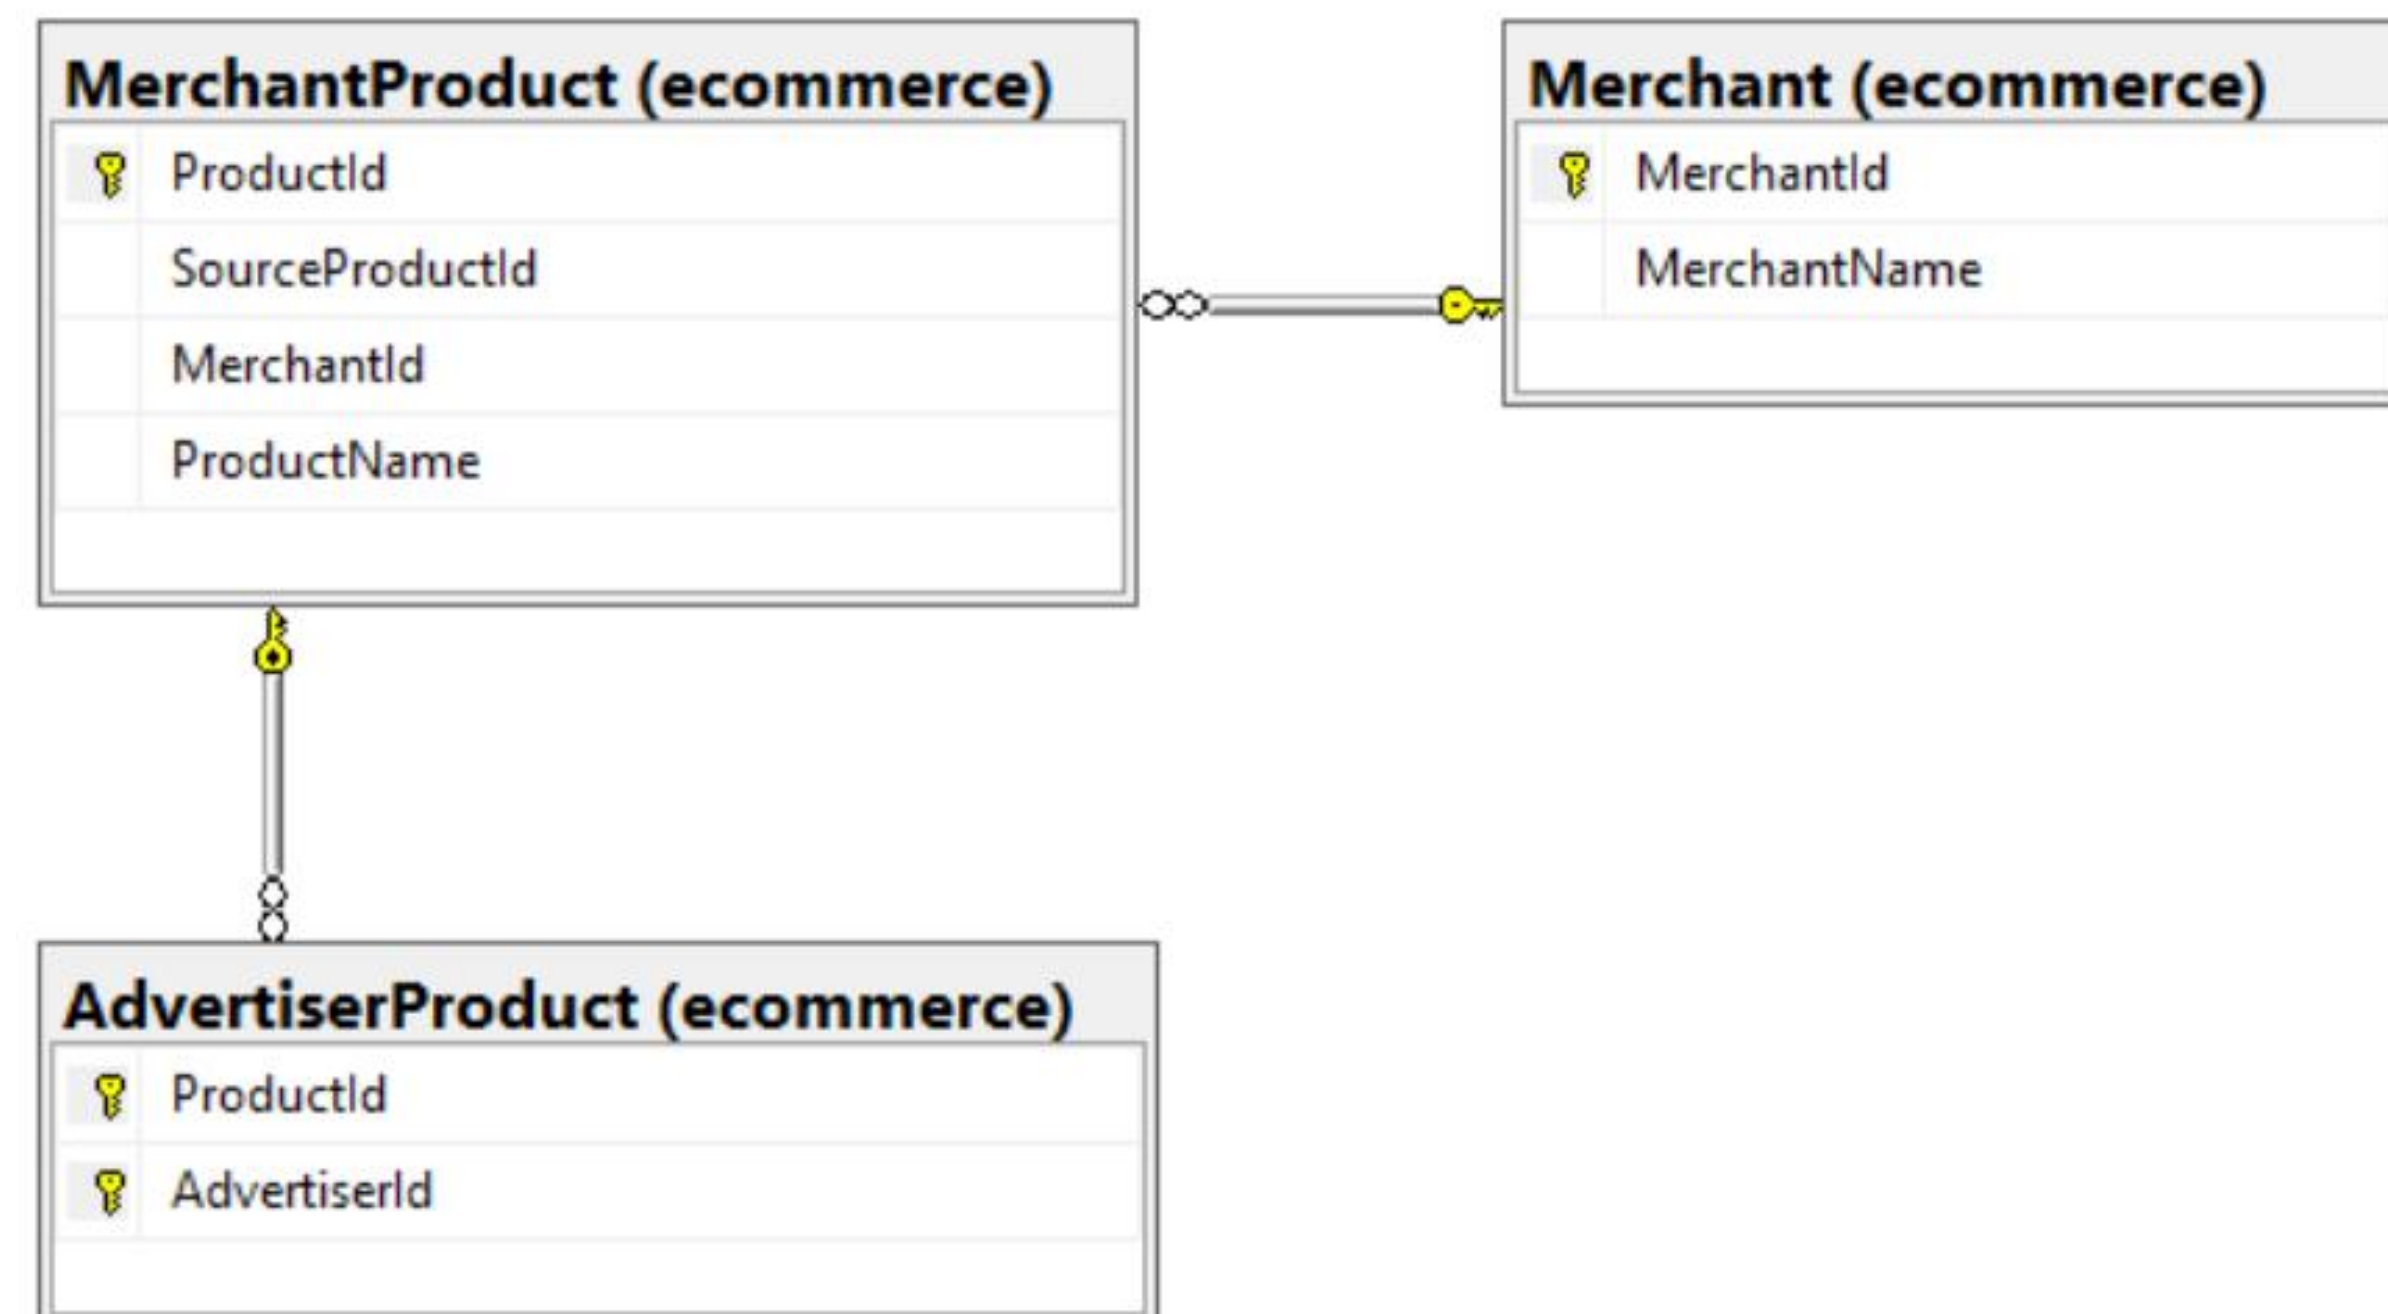 MerchantProduct (ecommerce)
ProductId
SourceProductId
MerchantId
ProductName
Merchant (ecommerce)
MerchantId
MerchantName
AdvertiserProduct (ecommerce)
ProductId
AdvertiserId